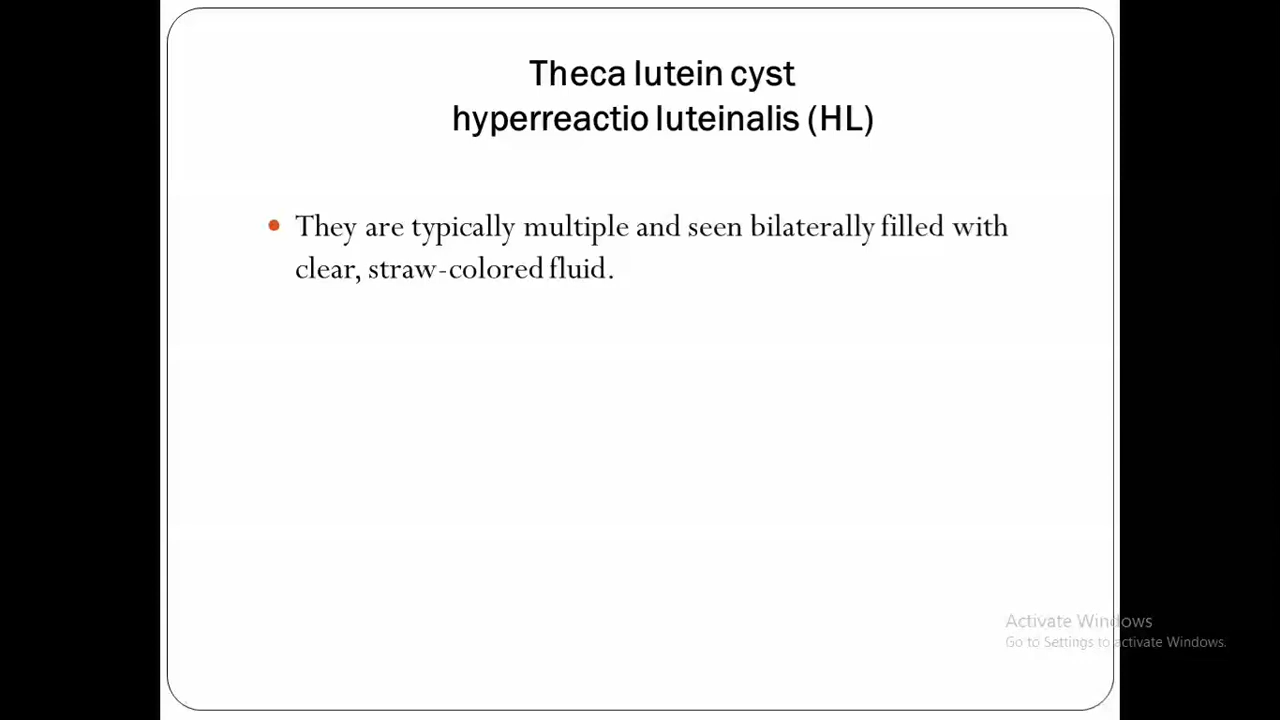 Theca lutein cyst
hyperreactio luteinalis (HL)
They are typically multiple and seen bilaterally filled with
clear, straw-colored fluid.
Activate Windows
Go to Settings to activate Windows.